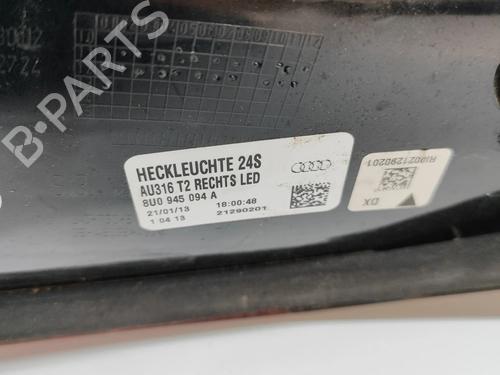 HECKLEUCHTE 24S
AU316 T2 RECHTS LED
8U0 945 094 A
21/01/13 18:00:48
1 04 13 21290201
DX
RI0021290201
B-PARTS